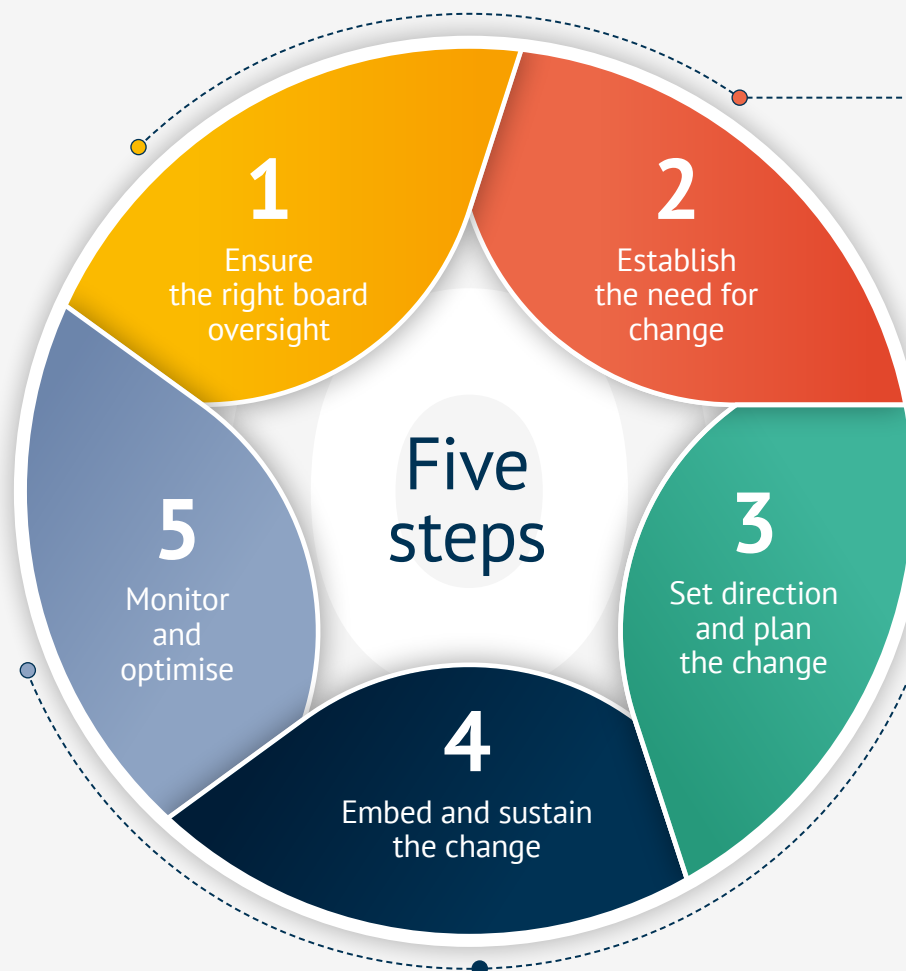 1
Ensure
the right board
oversight
2
Establish
the need for
change
Five
steps
3
Set direction
and plan
the change
4
Embed and sustain
the change
5
Monitor
and
optimise